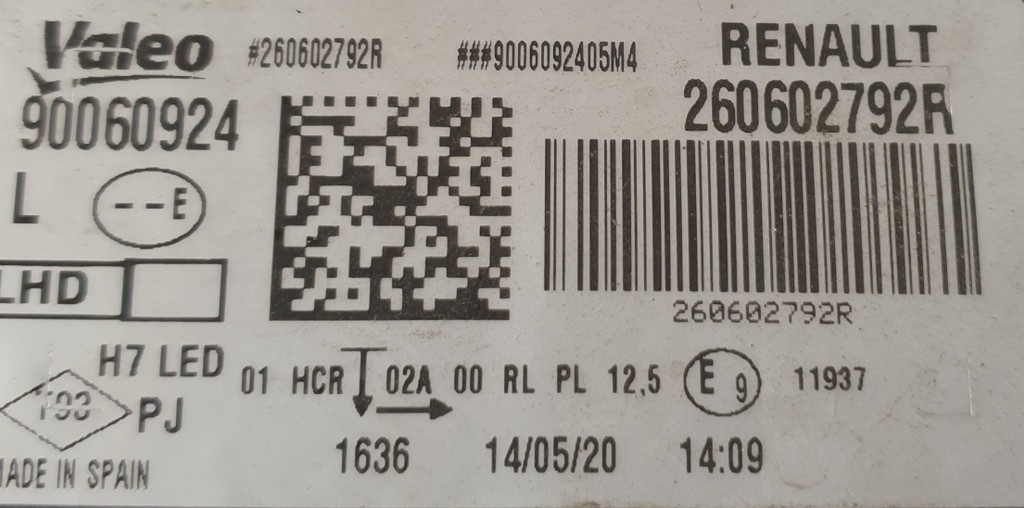 Valeo #260602792R ###9006092405M4 RENAULT
90060924 260602792R
L --E
LHD
260602792R
H7 LED
01 HCR 02A 00 RL PL 12,5 E9 11937
PJ
1636 14/05/20 14:09
MADE IN SPAIN